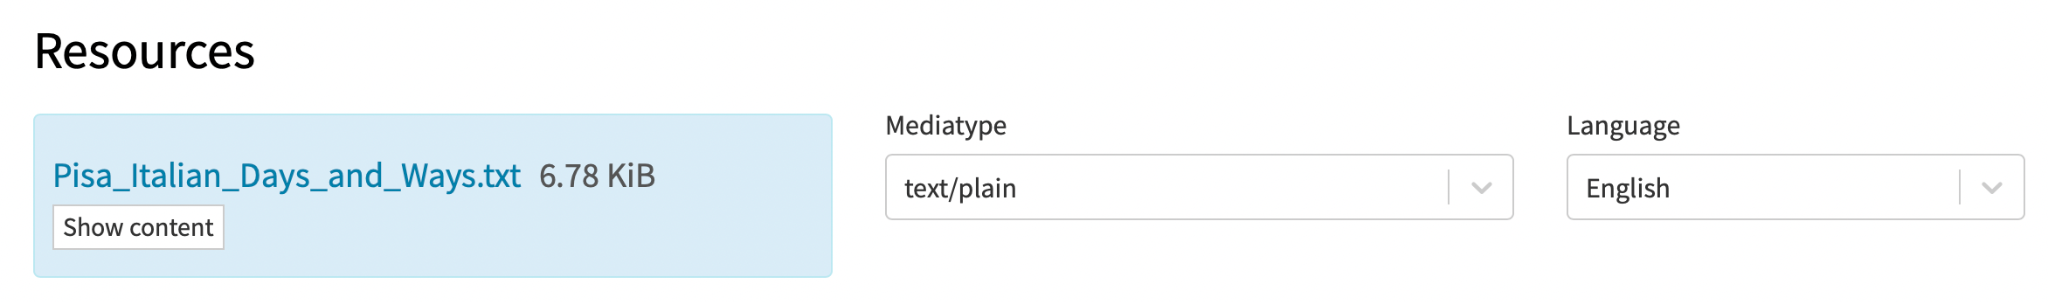 Resources
Pisa_Italian_Days_and_Ways.txt 6.78 KiB
Show content
Mediatype
text/plain
Language
English